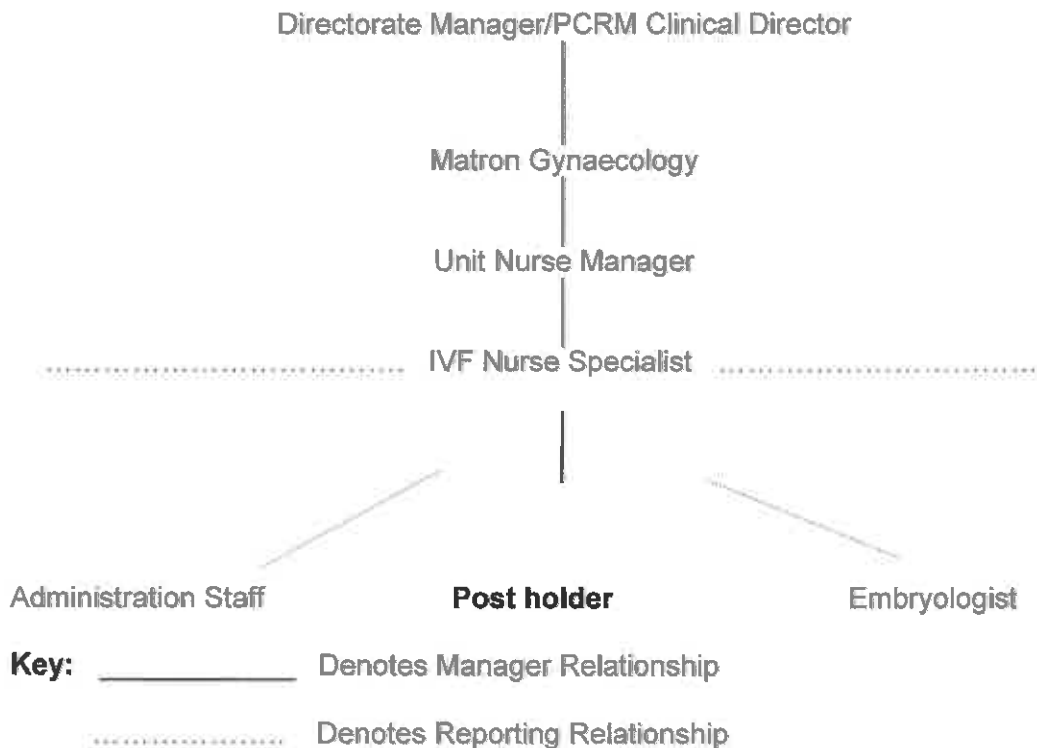 Directorate Manager/PCRM Clinical Director
Matron Gynaecology
Unit Nurse Manager
IVF Nurse Specialist
Administration Staff Post holder Embryologist
Key: Denotes Manager Relationship
Denotes Reporting Relationship